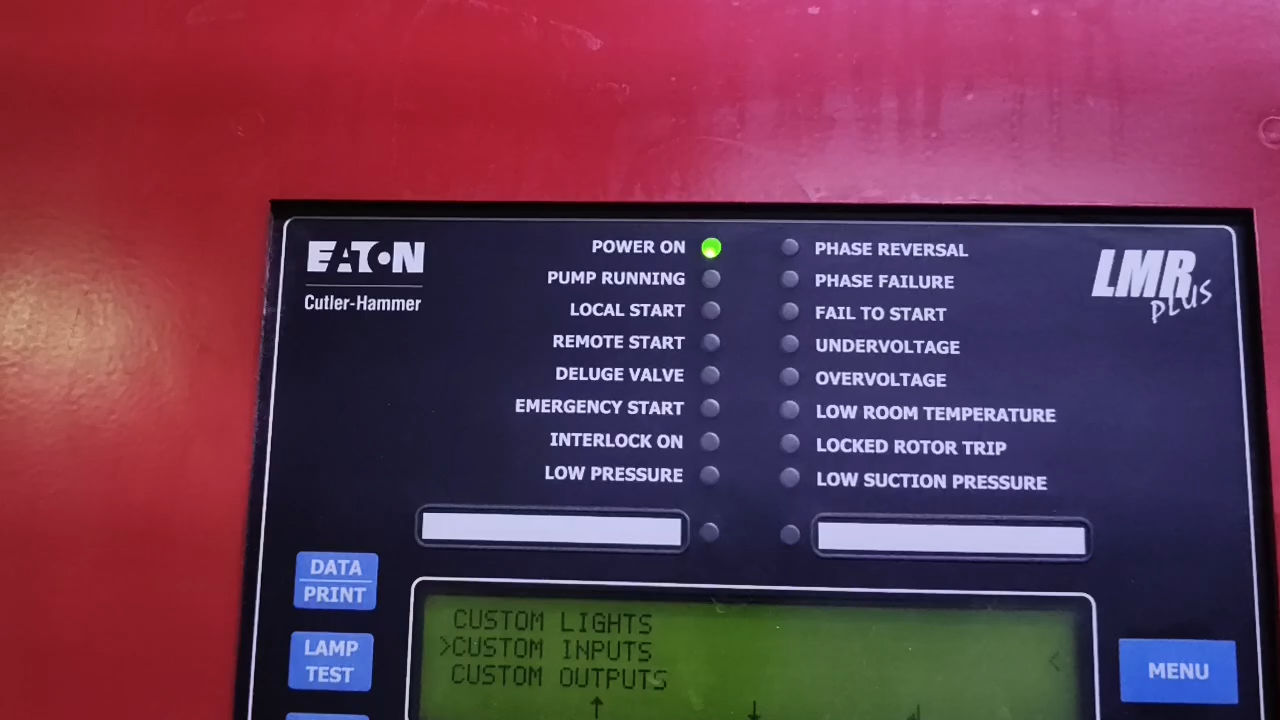 EATON
Cutler-Hammer
POWER ON
PUMP RUNNING
LOCAL START
REMOTE START
DELUGE VALVE
EMERGENCY START
INTERLOCK ON
LOW PRESSURE
PHASE REVERSAL
PHASE FAILURE
FAIL TO START
UNDERVOLTAGE
OVERVOLTAGE
LOW ROOM TEMPERATURE
LOCKED ROTOR TRIP
LOW SUCTION PRESSURE
LMR
PLUS
DATA
PRINT
LAMP
TEST
CUSTOM LIGHTS
>CUSTOM INPUTS <
CUSTOM OUTPUTS
MENU